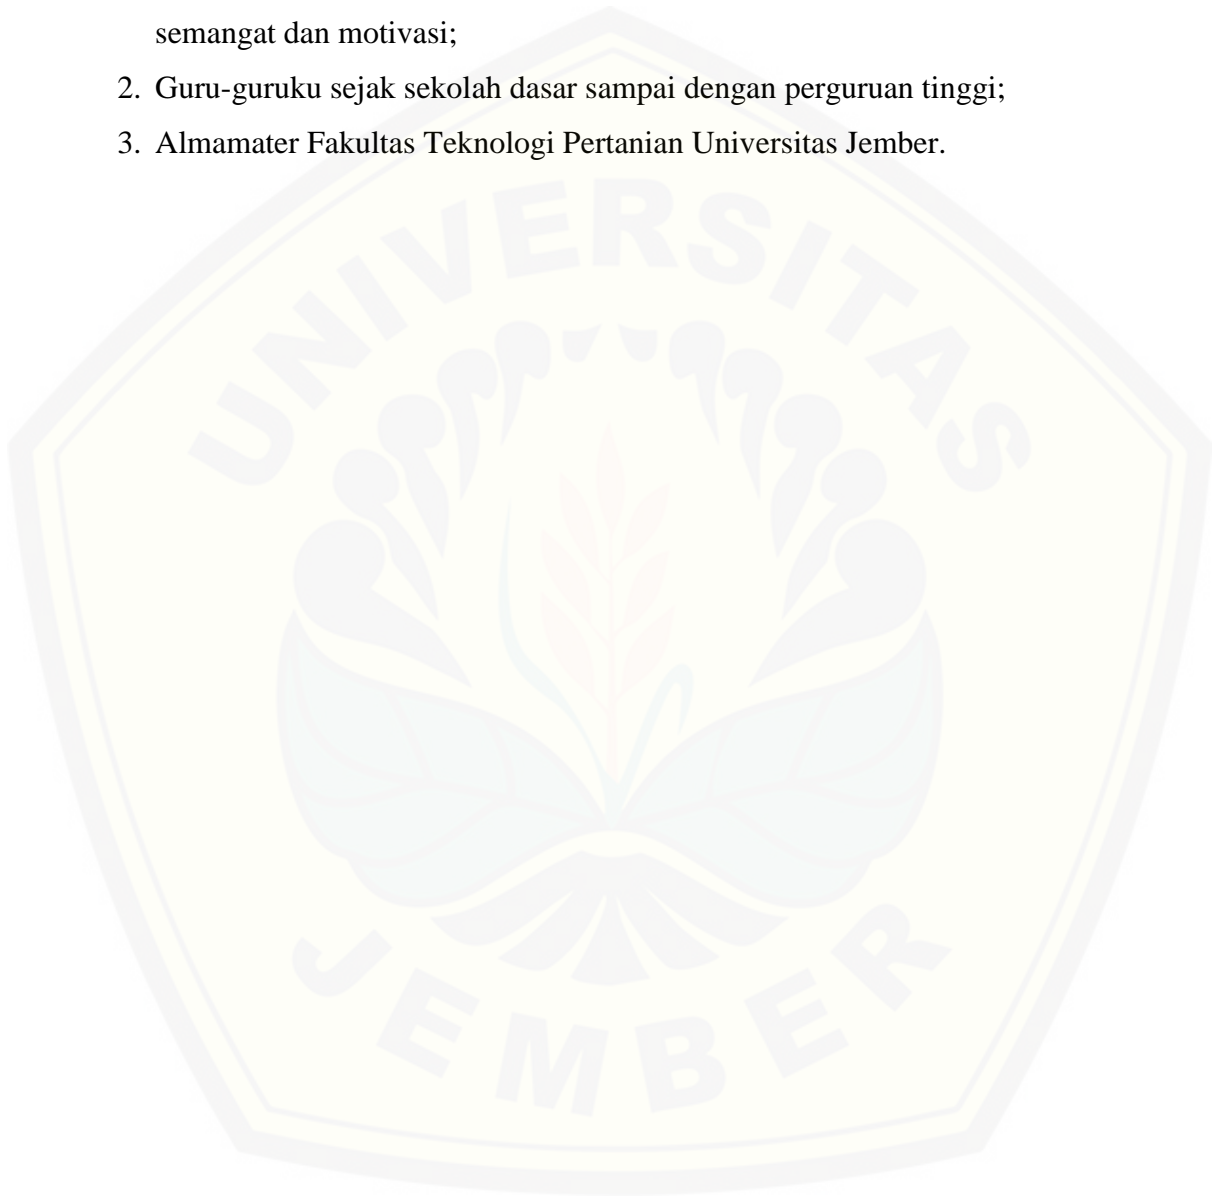 semangat dan motivasi;
2. Guru-guruku sejak sekolah dasar sampai dengan perguruan tinggi;
3. Almamater Fakultas Teknologi Pertanian Universitas Jember.
UNIVERSITAS
JEMBER